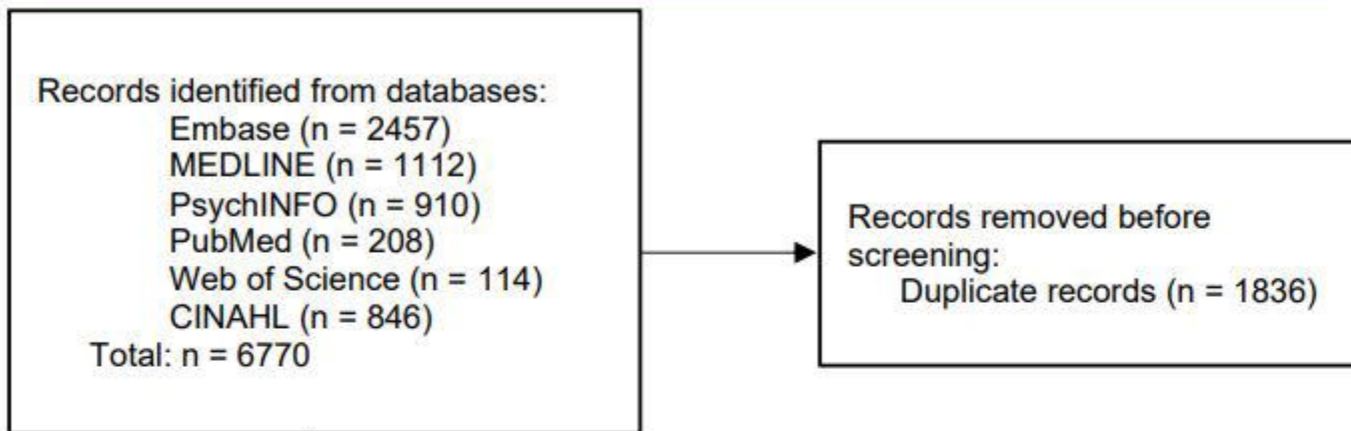 Records identified from databases:
Embase (n = 2457)
MEDLINE (n = 1112)
PsychINFO (n = 910)
PubMed (n = 208)
Web of Science (n = 114)
CINAHL (n = 846)
Total: n = 6770
Records removed before
screening:
Duplicate records (n = 1836)